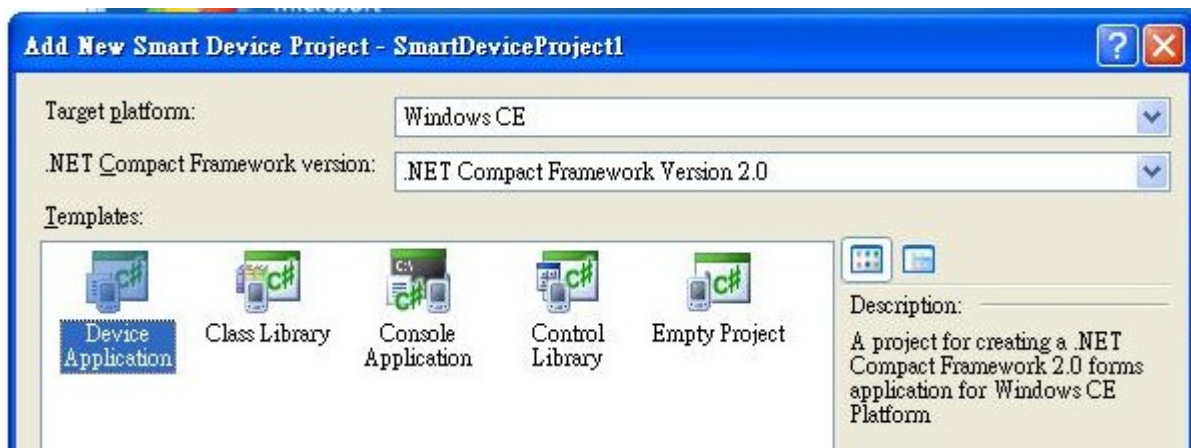 Microsoft
Add New Smart Device Project - SmartDeviceProject1
Target platform:
Windows CE
.NET Compact Framework version:
.NET Compact Framework Version 2.0
Templates:
Device
Application
Class Library
Console
Application
Control
Library
Empty Project
Description:
A project for creating a .NET
Compact Framework 2.0 forms
application for Windows CE
Platform